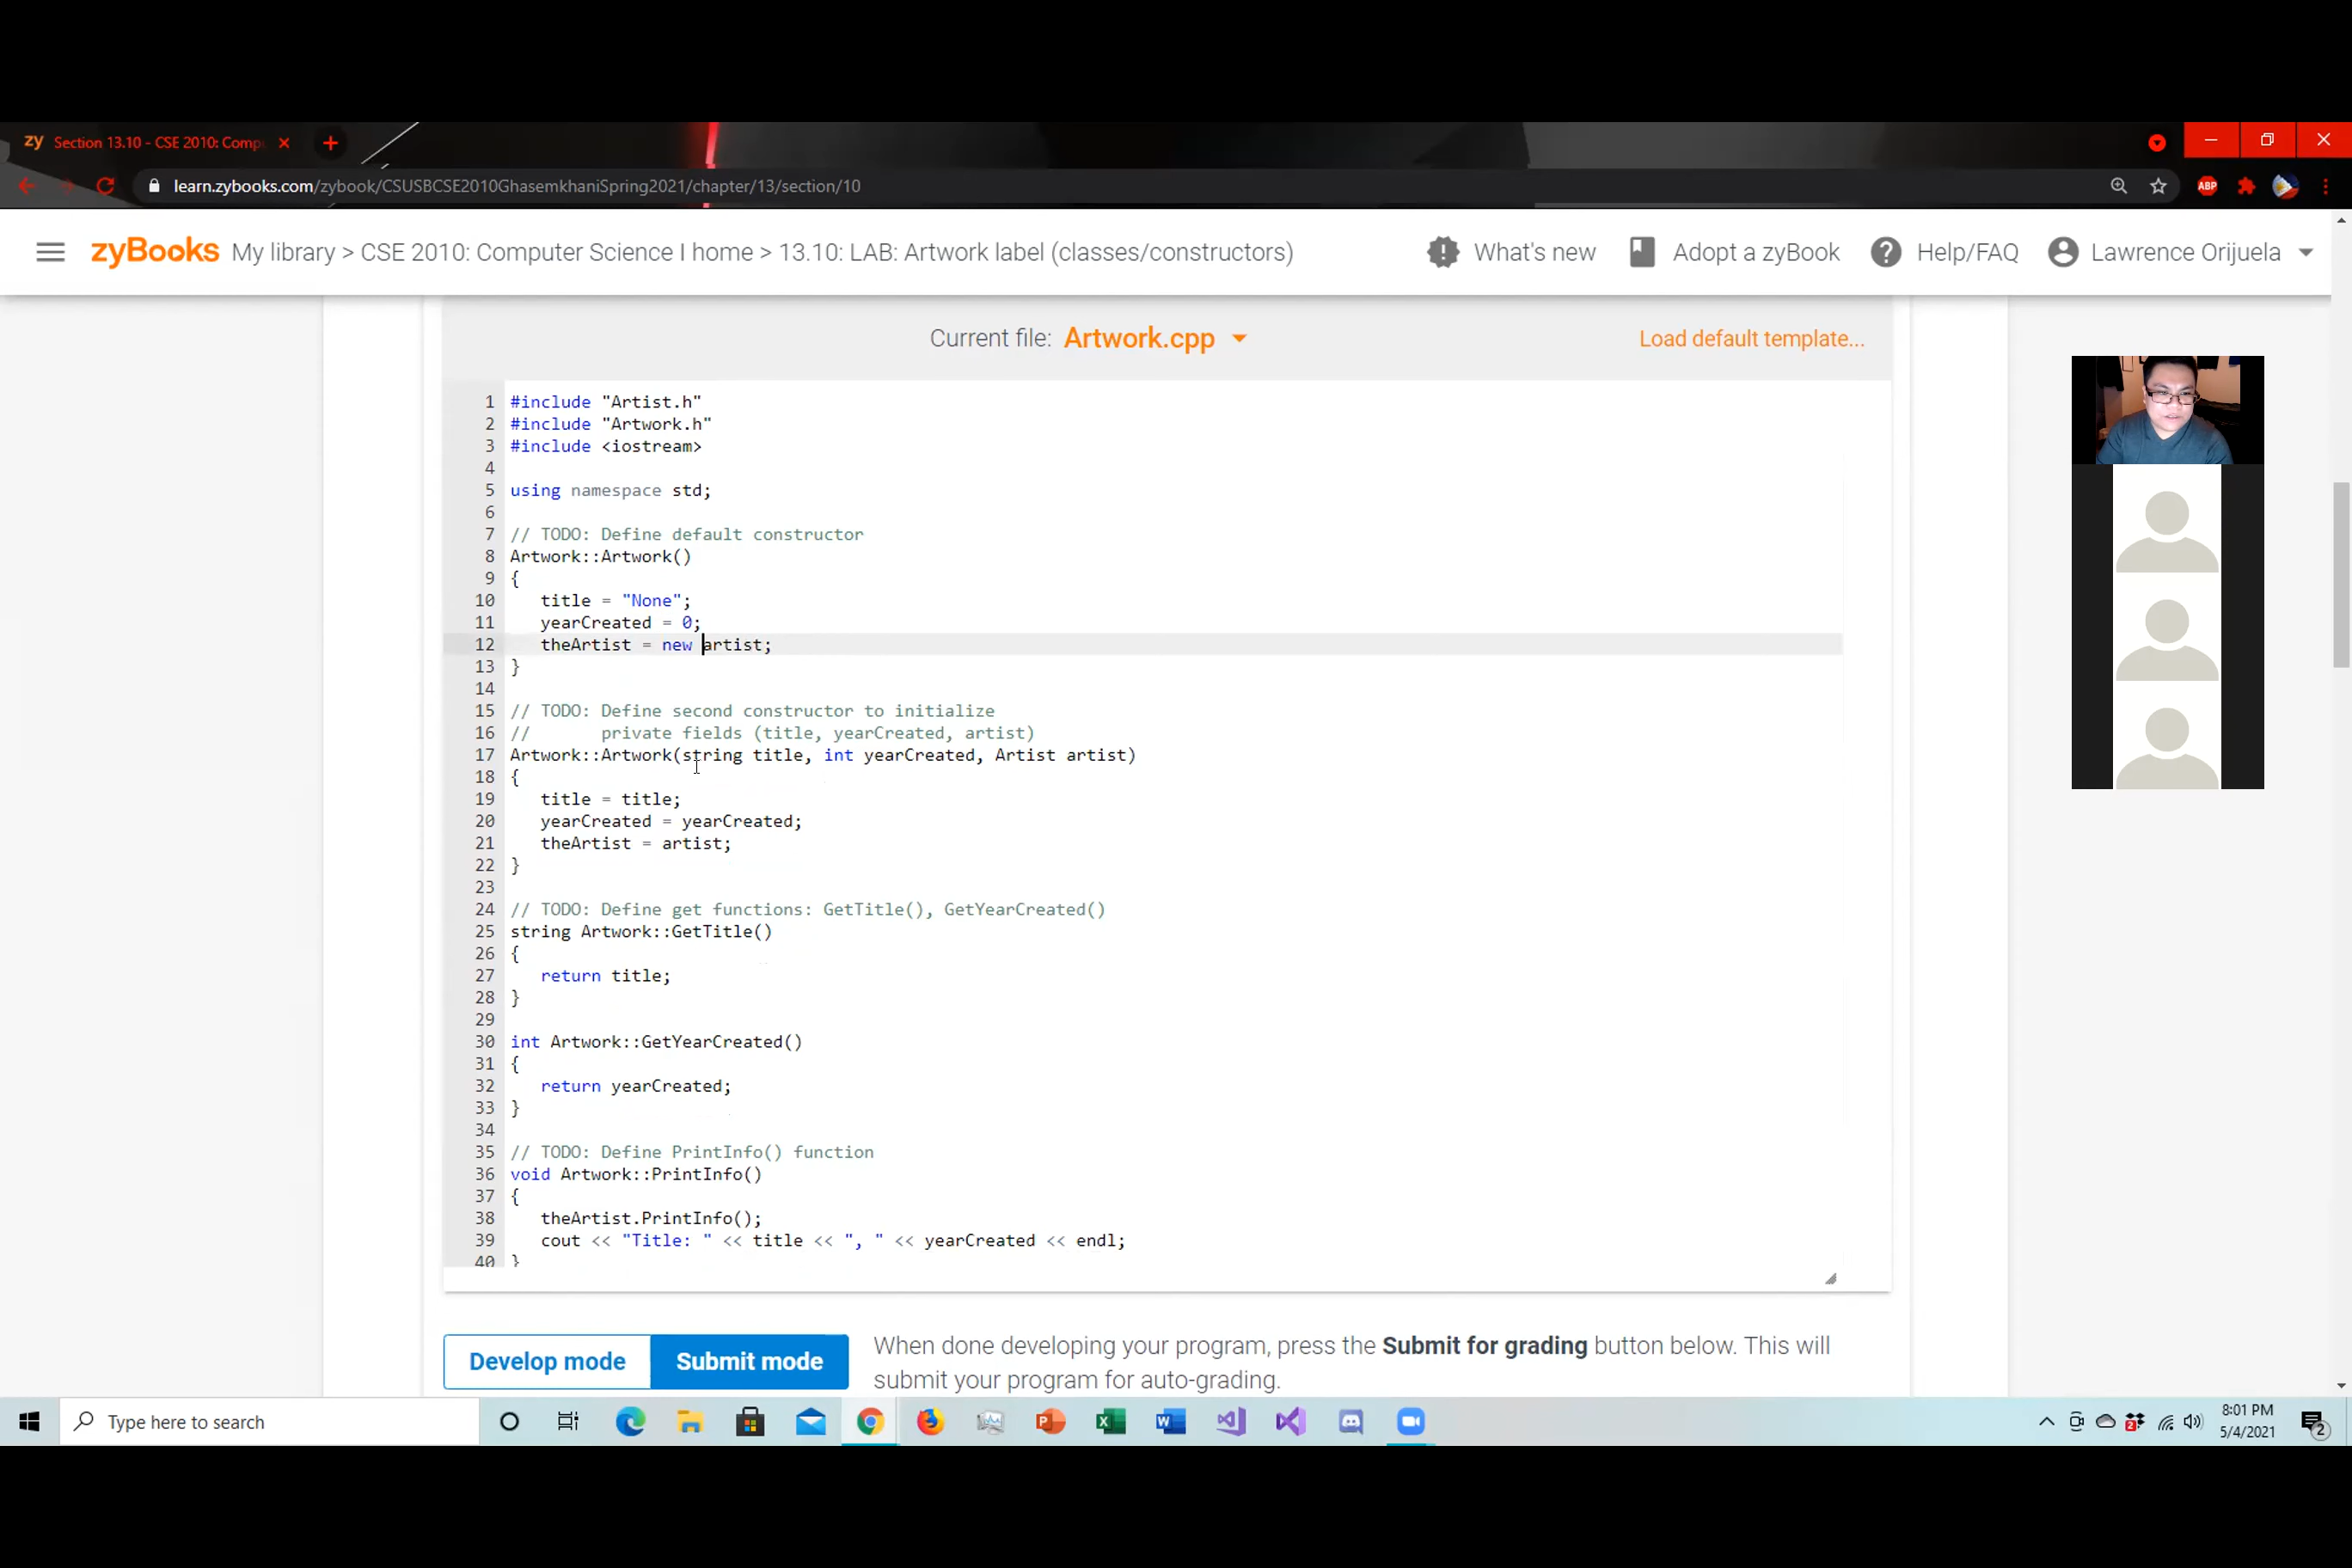 zy Section 13.10 - CSE 2010: Comp
learn.zybooks.com/zybook/CSUSBCSE2010GhasemkhaniSpring2021/chapter/13/section/10
ABP
zyBooks My library > CSE 2010: Computer Science I home > 13.10: LAB: Artwork label (classes/constructors)
What's new
Adopt a zyBook
Help/FAQ
Lawrence Orijuela
Current file: Artwork.cpp
Load default template...
1 #include "Artist.h"
2 #include "Artwork.h"
3 #include <iostream>
4
5 using namespace std;
6
7 // TODO: Define default constructor
8 Artwork::Artwork()
9 {
10 title = "None";
11 yearCreated = 0;
12 theArtist = new artist;
13 }
14
15 // TODO: Define second constructor to initialize
16 // private fields (title, yearCreated, artist)
17 Artwork::Artwork(string title, int yearCreated, Artist artist)
18 {
19 title = title;
20 yearCreated = yearCreated;
21 theArtist = artist;
22 }
23
24 // TODO: Define get functions: GetTitle(), GetYearCreated()
25 string Artwork::GetTitle()
26 {
27 return title;
28 }
29
30 int Artwork::GetYearCreated()
31 {
32 return yearCreated;
33 }
34
35 // TODO: Define PrintInfo() function
36 void Artwork::PrintInfo()
37 {
38 theArtist.PrintInfo();
39 cout << "Title: " << title << ", " << yearCreated << endl;
40 }
Develop mode
Submit mode
When done developing your program, press the Submit for grading button below. This will
submit your program for auto-grading.
Type here to search
8:01 PM
5/4/2021
2